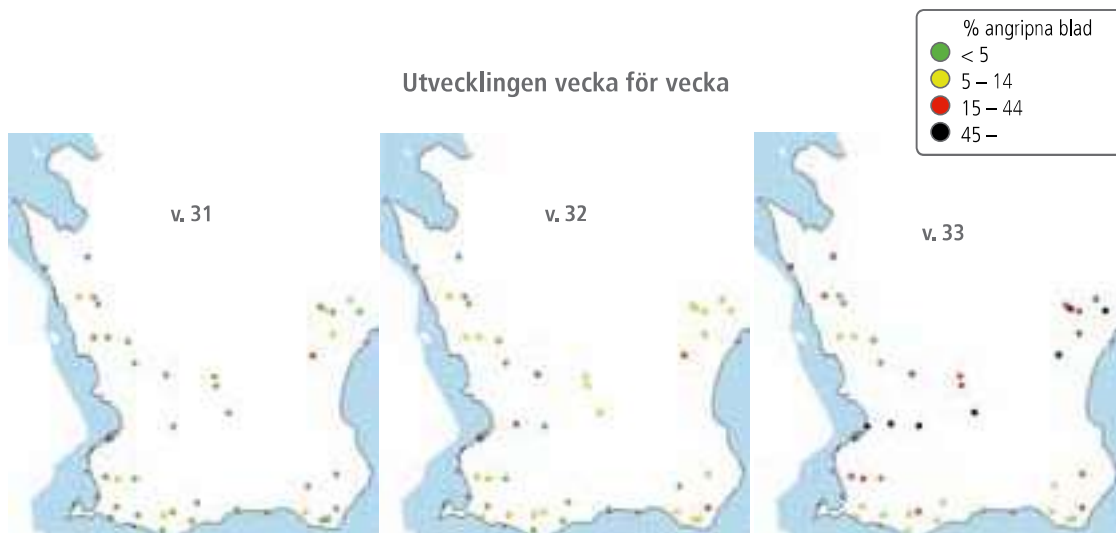 % angripna blad
< 5
5 – 14
15 – 44
45 –
Utvecklingen vecka för vecka
v. 31
v. 32
v. 33